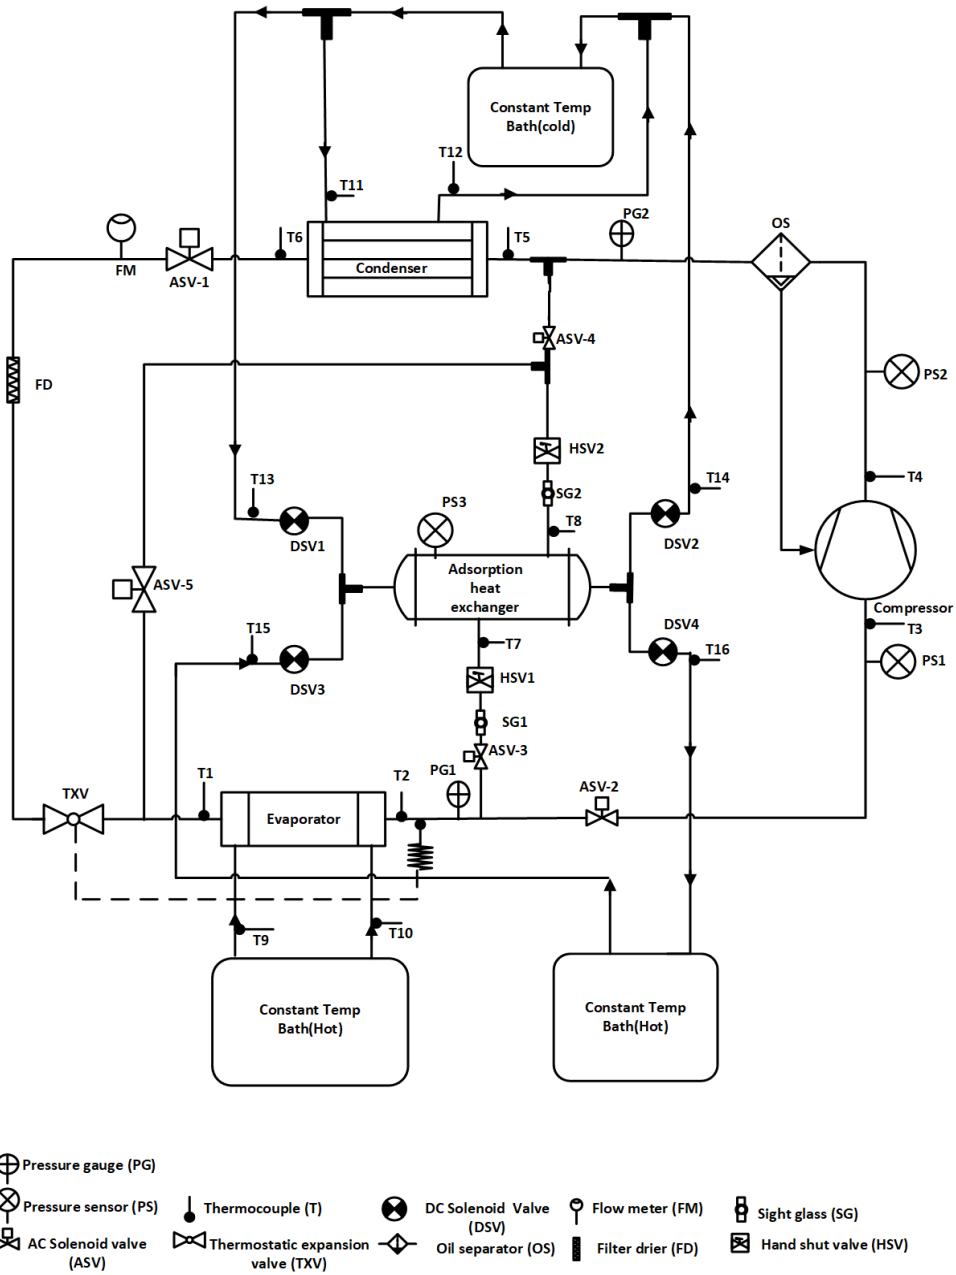 Constant Temp
Bath(cold)
T12
T11
PG2
OS
T6
T5
FM
ASV-1
Condenser
ASV-4
FD
PS2
HSV2
T13
SG2
T14
T4
PS3
T8
DSV1
DSV2
ASV-5
Adsorption
heat
exchanger
Compressor
T15
DSV4
T3
T7
T16
PS1
DSV3
HSV1
SG1
ASV-3
T1
T2
PG1
ASV-2
TXV
Evaporator
T9
T10
Constant Temp
Bath(Hot)
Constant Temp
Bath(Hot)
Pressure gauge (PG)
Pressure sensor (PS)
Thermocouple (T)
DC Solenoid Valve
(DSV)
Flow meter (FM)
Sight glass (SG)
AC Solenoid valve
(ASV)
Thermostatic expansion
valve (TXV)
Oil separator (OS)
Filter drier (FD)
Hand shut valve (HSV)